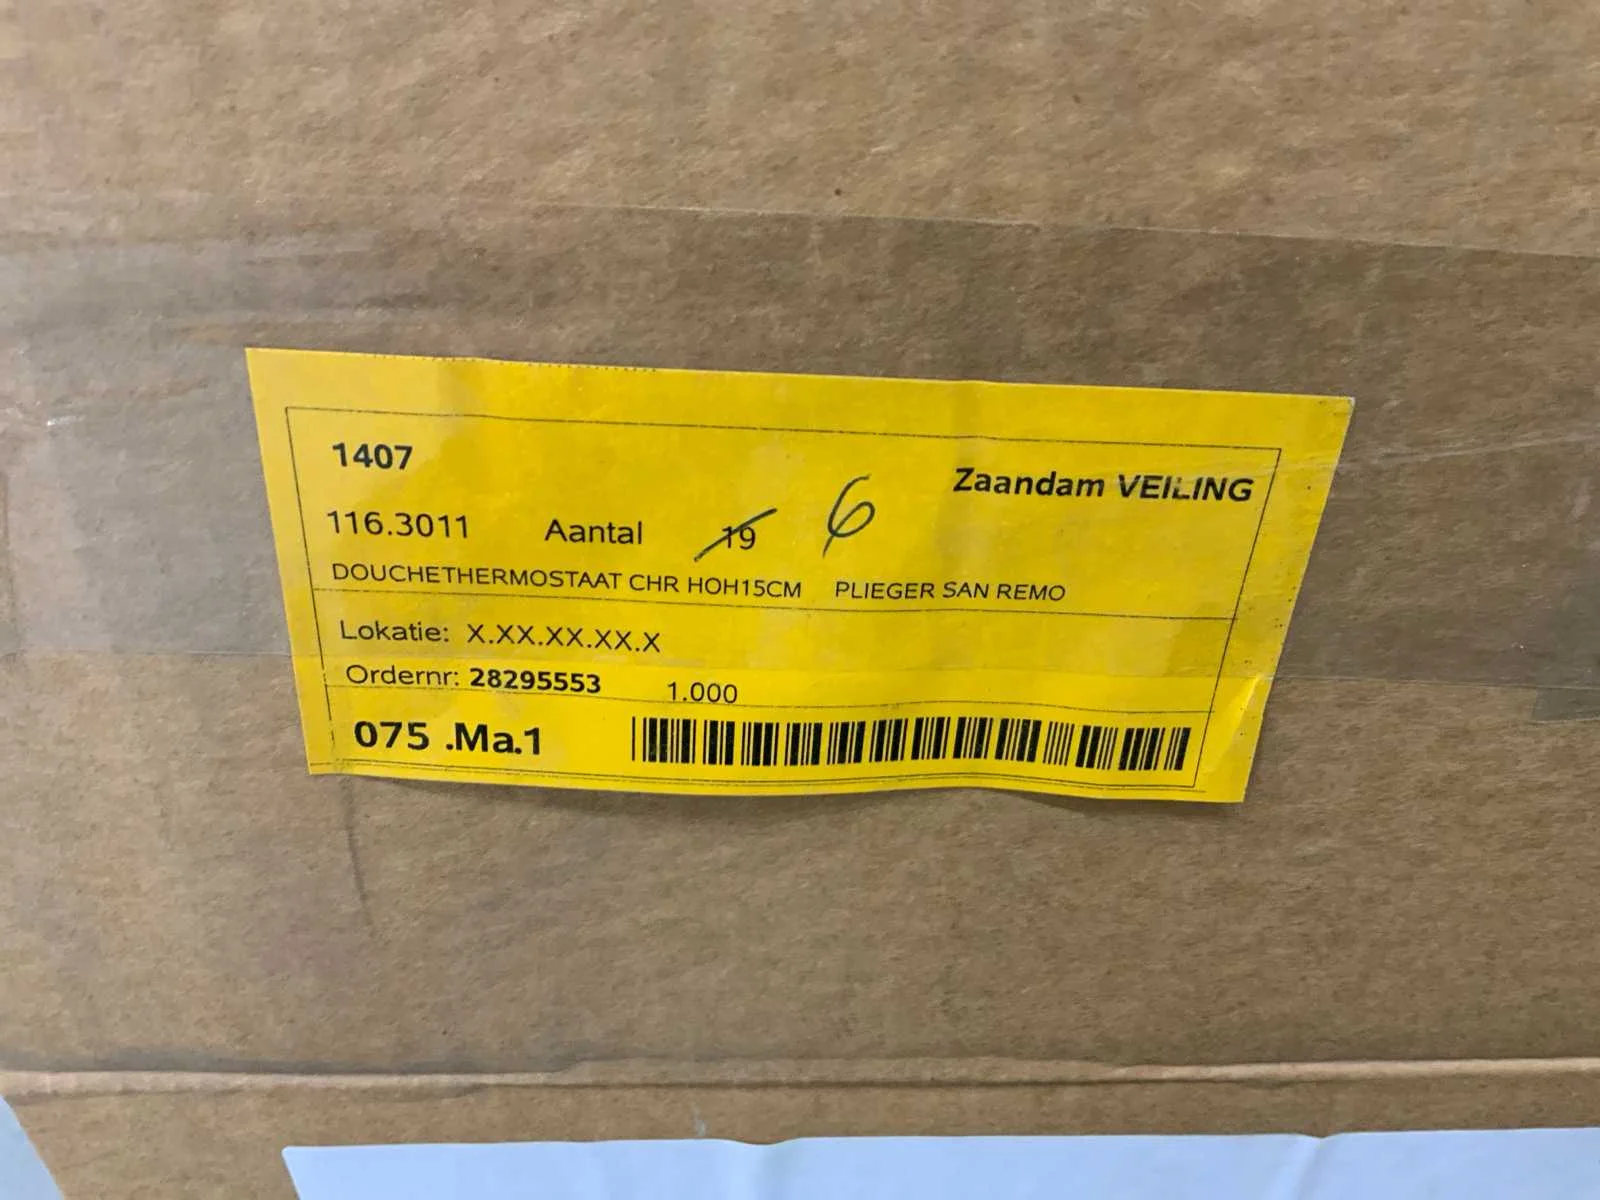 1407
Zaandam VEILING
116.3011 Aantal 19 6
DOUCHETHERMOSTAAT CHR HOH15CM PLIEGER SAN REMO
Lokatie: X.XX.XX.XX.X
Ordernr: 28295553 1.000
075 .Ma.1